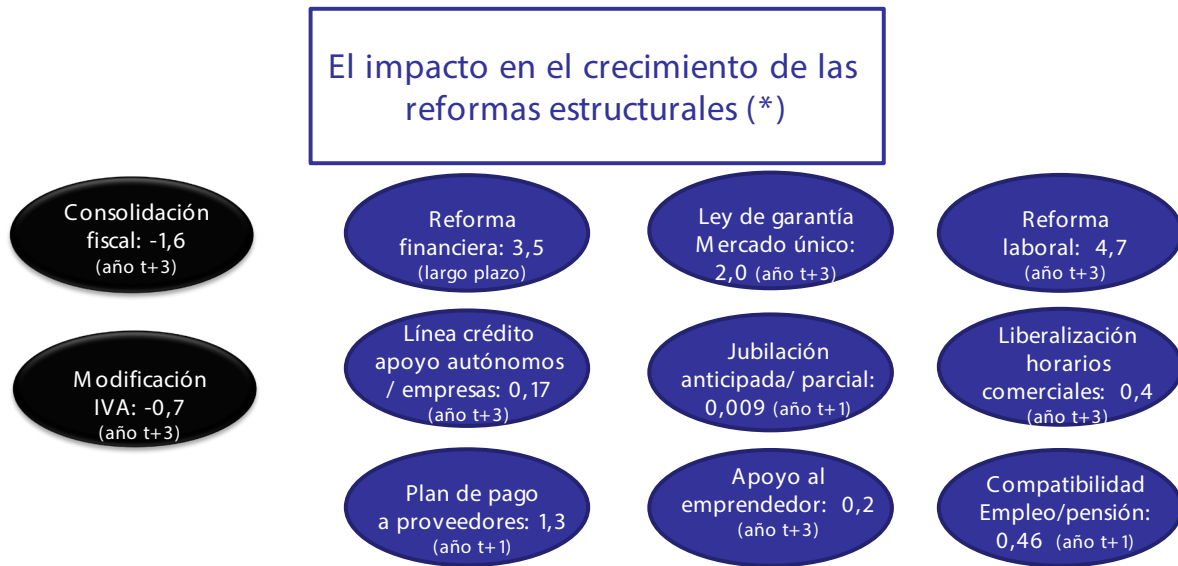 El impacto en el crecimiento de las
reformas estructurales (*)
Consolidación
fiscal: -1,6
(año t+3)
Reforma
financiera: 3,5
(largo plazo)
Ley de garantía
Mercado único:
2,0 (año t+3)
Reforma
laboral: 4,7
(año t+3)
Modificación
IVA: -0,7
(año t+3)
Línea crédito
apoyo autónomos
/ empresas: 0,17
(año t+3)
Jubilación
anticipada/ parcial:
0,009 (año t+1)
Liberalización
horarios
comerciales: 0,4
(año t+3)
Plan de pago
a proveedores: 1,3
(año t+1)
Apoyo al
emprendedor: 0,2
(año t+3)
Compatibilidad
Empleo/pensión:
0,46 (año t+1)